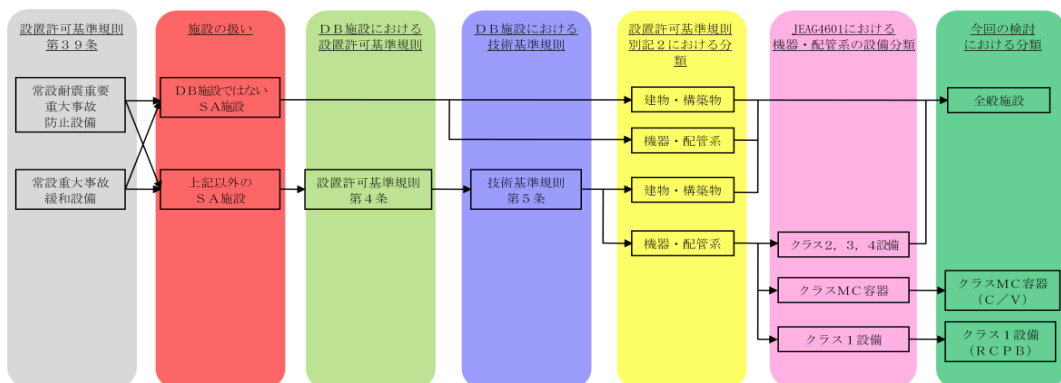 設置許可基準規則
第３９条
施設の扱い
ＤＢ施設における
設置許可基準規則
ＤＢ施設における
技術基準規則
設置許可基準規則
別記２における分
類
JEAG4601における
機器・配管系の設備分類
今回の検討
における分類
常設耐震重要
重大事故
防止設備
ＤＢ施設ではない
ＳＡ施設
建物・構築物
全般施設
機器・配管系
常設重大事故
緩和設備
上記以外の
ＳＡ施設
設置許可基準規則
第４条
技術基準規則
第５条
建物・構築物
機器・配管系
クラス２，３，４設備
クラスＭＣ容器
クラスＭＣ容器
（Ｃ／Ｖ）
クラス１設備
クラス１設備
（ＲＣＰＢ）